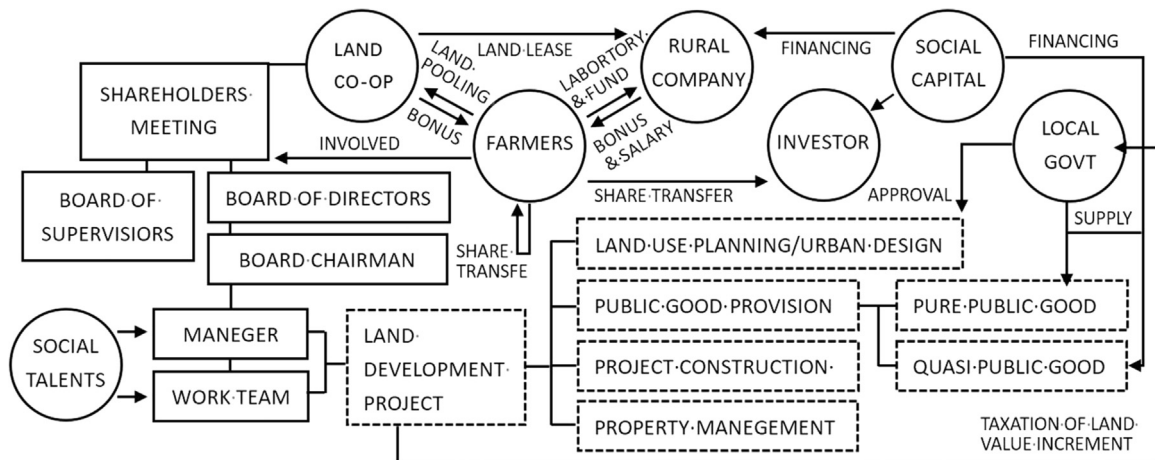 LAND
CO-OP
LAND·LEASE
RURAL·
COMPANY
FINANCING
SOCIAL·
CAPITAL
FINANCING
LAND·
POOLING
BONUS
LABORTORY·
&·FUND
BONUS·
&·SALARY
SHAREHOLDERS·
MEETING
INVOLVED
FARMERS
INVESTOR
LOCAL·
GOVT
BOARD·OF·
SUPERVISIORS
BOARD·OF·DIRECTORS
SHARE·TRANSFER
APPROVAL
SUPPLY
BOARD·CHAIRMAN
SHARE·
TRANSFE
LAND·USE·PLANNING/URBAN·DESIGN
PUBLIC·GOOD·PROVISION
PURE·PUBLIC·GOOD
SOCIAL·
TALENTS
MANEGER
WORK·TEAM
LAND·
DEVELOPMENT·
PROJECT
PROJECT·CONSTRUCTION·
QUASI·PUBLIC·GOOD
PROPERTY·MANEGEMENT
TAXATION·OF·LAND·
VALUE·INCREMENT